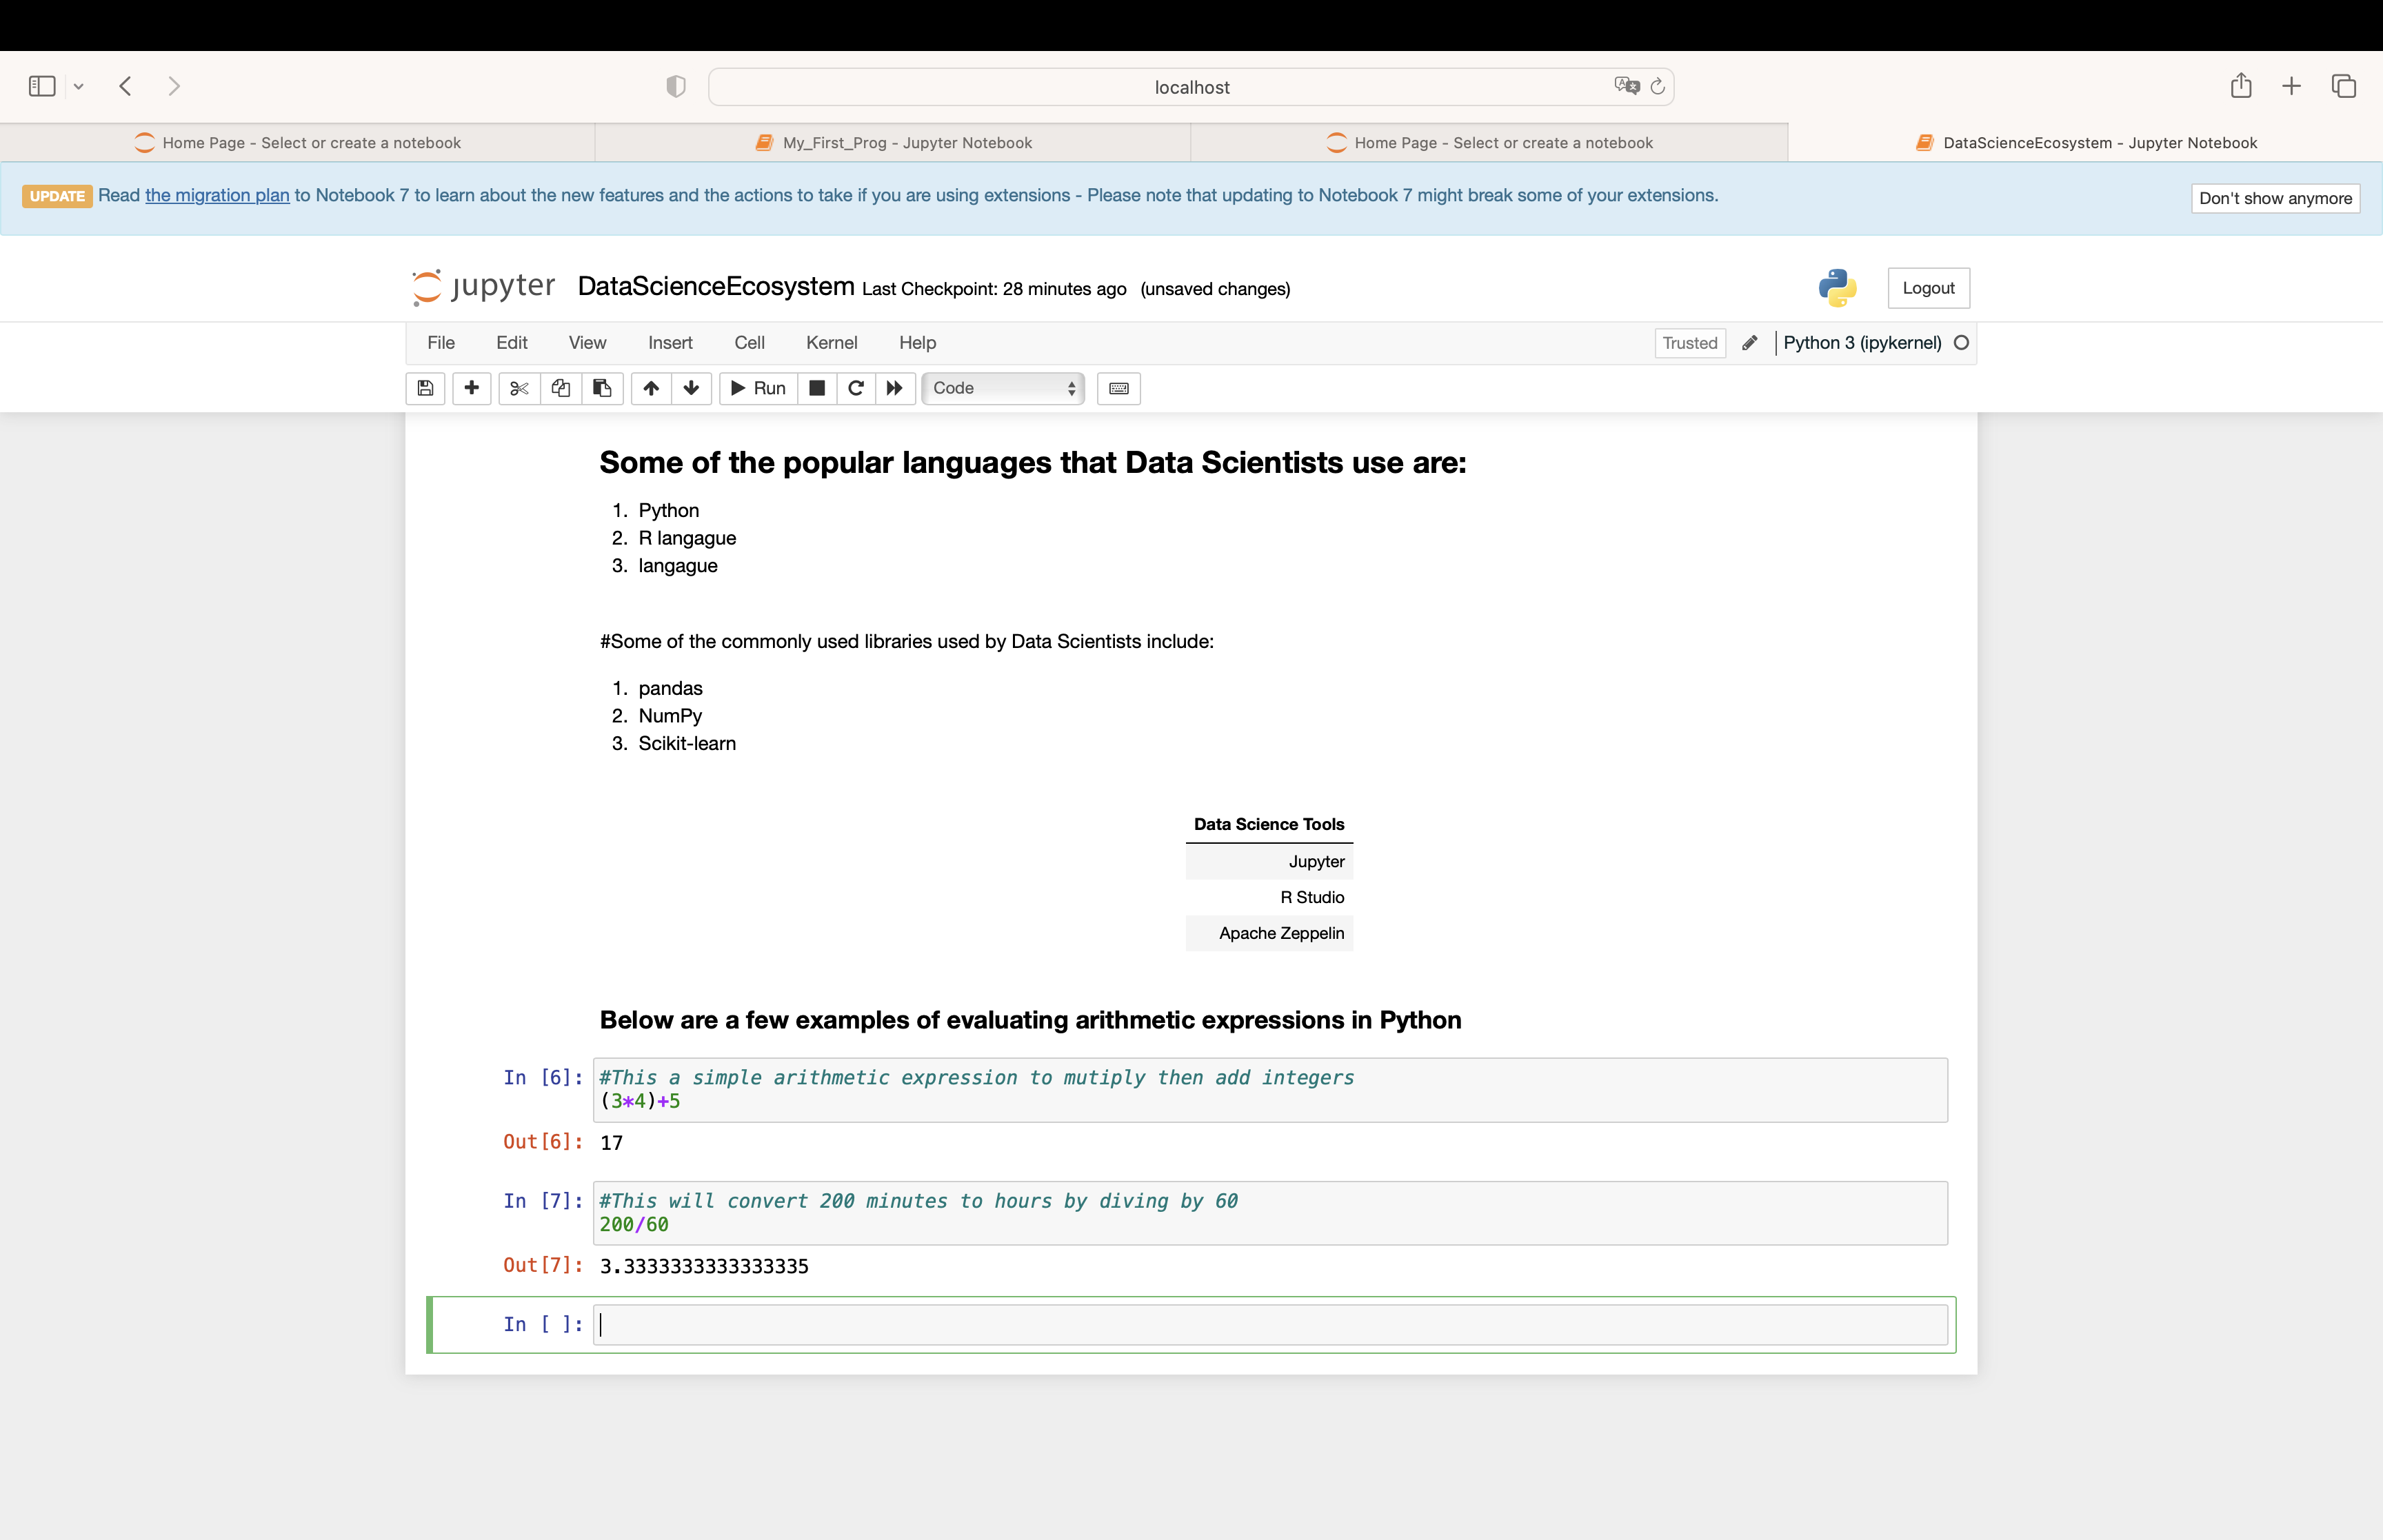 localhost
Home Page - Select or create a notebook
My_First_Prog - Jupyter Notebook
Home Page - Select or create a notebook
DataScienceEcosystem - Jupyter Notebook
UPDATE Read the migration plan to Notebook 7 to learn about the new features and the actions to take if you are using extensions - Please note that updating to Notebook 7 might break some of your extensions.
Don't show anymore
jupyter DataScienceEcosystem Last Checkpoint: 28 minutes ago (unsaved changes)
Logout
File Edit View Insert Cell Kernel Help
Trusted Python 3 (ipykernel)
Run Code
Some of the popular languages that Data Scientists use are:
1. Python
2. R langague
3. langague
#Some of the commonly used libraries used by Data Scientists include:
1. pandas
2. NumPy
3. Scikit-learn
Data Science Tools
Jupyter
R Studio
Apache Zeppelin
Below are a few examples of evaluating arithmetic expressions in Python
In [6]: #This a simple arithmetic expression to mutiply then add integers
(3*4)+5
Out[6]: 17
In [7]: #This will convert 200 minutes to hours by diving by 60
200/60
Out[7]: 3.3333333333333335
In [ ]: